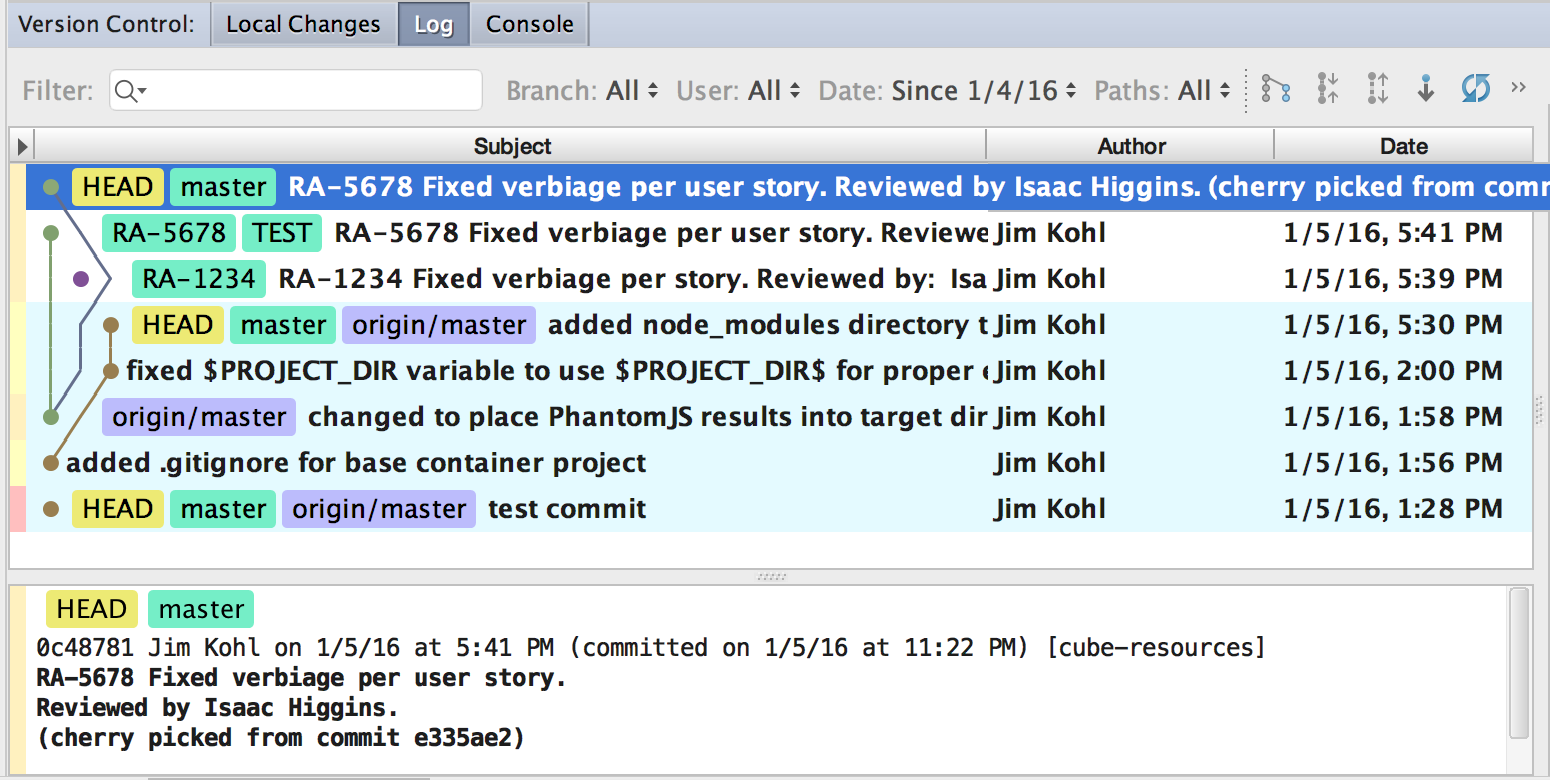 Version Control: Local Changes Log Console
Filter: Branch: All User: All Date: Since 1/4/16 Paths: All
Subject Author Date
HEAD master RA-5678 Fixed verbiage per user story. Reviewed by Isaac Higgins. (cherry picked from comm
RA-5678 TEST RA-5678 Fixed verbiage per user story. Reviewe Jim Kohl 1/5/16, 5:41 PM
RA-1234 RA-1234 Fixed verbiage per story. Reviewed by: Isa Jim Kohl 1/5/16, 5:39 PM
HEAD master origin/master added node_modules directory t Jim Kohl 1/5/16, 5:30 PM
fixed $PROJECT_DIR variable to use $PROJECT_DIR$ for proper e Jim Kohl 1/5/16, 2:00 PM
origin/master changed to place PhantomJS results into target dir Jim Kohl 1/5/16, 1:58 PM
added .gitignore for base container project Jim Kohl 1/5/16, 1:56 PM
HEAD master origin/master test commit Jim Kohl 1/5/16, 1:28 PM
HEAD master
0c48781 Jim Kohl on 1/5/16 at 5:41 PM (committed on 1/5/16 at 11:22 PM) [cube-resources]
RA-5678 Fixed verbiage per user story.
Reviewed by Isaac Higgins.
(cherry picked from commit e335ae2)